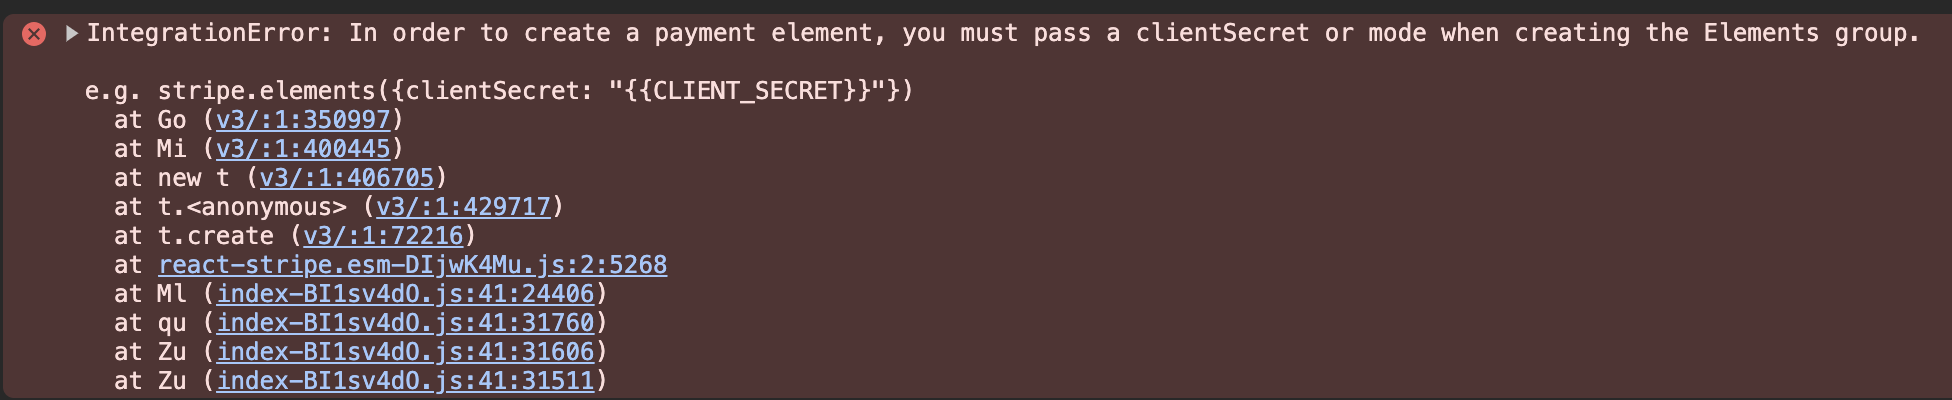 IntegrationError: In order to create a payment element, you must pass a clientSecret or mode when creating the Elements group.
e.g. stripe.elements({clientSecret: "{{CLIENT_SECRET}}"})
at Go (v3/:1:350997)
at Mi (v3/:1:400445)
at new t (v3/:1:406705)
at t.<anonymous> (v3/:1:429717)
at t.create (v3/:1:72216)
at react-stripe.esm-DIjwK4Mu.js:2:5268
at Ml (index-BI1sv4dO.js:41:24406)
at qu (index-BI1sv4dO.js:41:31760)
at Zu (index-BI1sv4dO.js:41:31606)
at Zu (index-BI1sv4dO.js:41:31511)